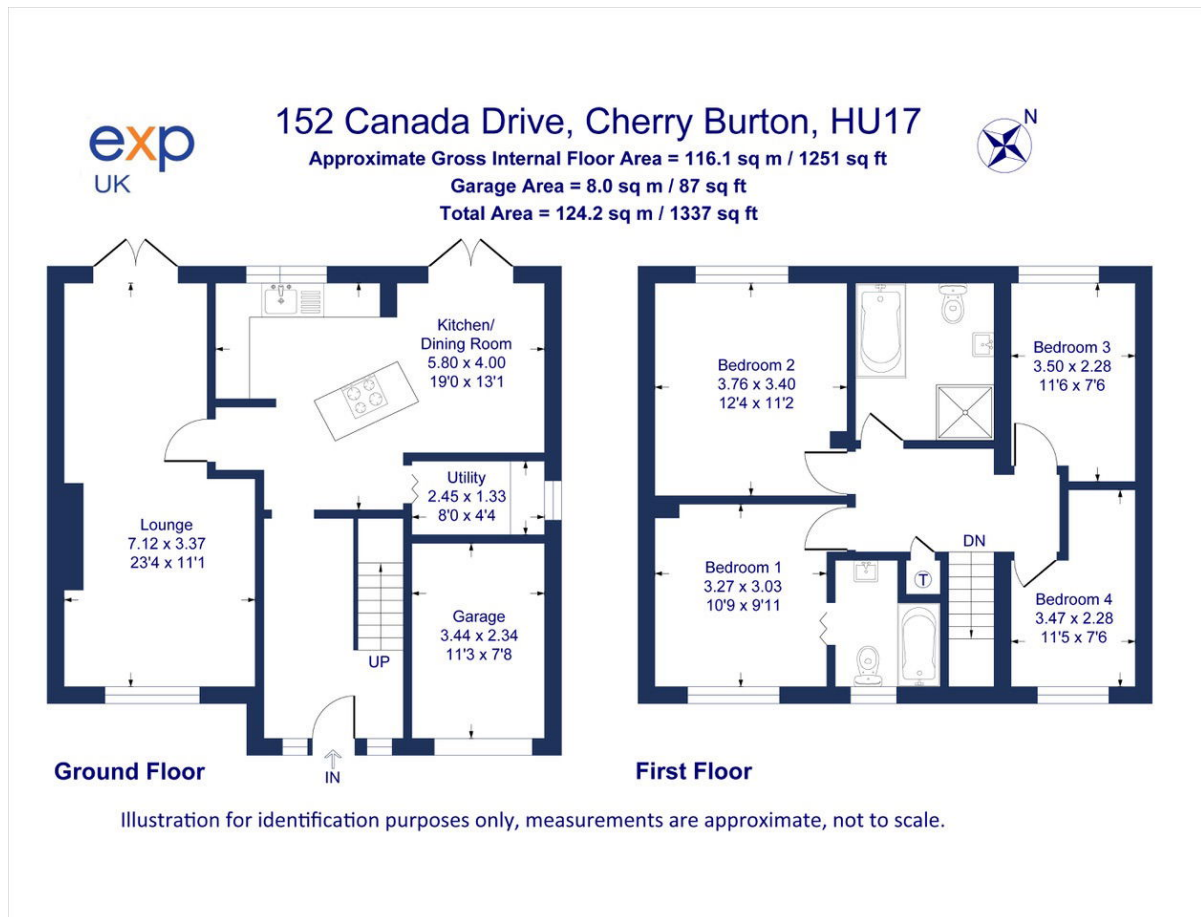 exp
UK
152 Canada Drive, Cherry Burton, HU17
Approximate Gross Internal Floor Area = 116.1 sq m / 1251 sq ft
Garage Area = 8.0 sq m / 87 sq ft
Total Area = 124.2 sq m / 1337 sq ft
N
Kitchen/
Dining Room
5.80 x 4.00
19'0 x 13'1
Utility
2.45 x 1.33
8'0 x 4'4
Lounge
7.12 x 3.37
23'4 x 11'1
Garage
3.44 x 2.34
11'3 x 7'8
UP
IN
Ground Floor
Bedroom 2
3.76 x 3.40
12'4 x 11'2
Bedroom 3
3.50 x 2.28
11'6 x 7'6
Bedroom 1
3.27 x 3.03
10'9 x 9'11
DN
T
Bedroom 4
3.47 x 2.28
11'5 x 7'6
First Floor
Illustration for identification purposes only, measurements are approximate, not to scale.